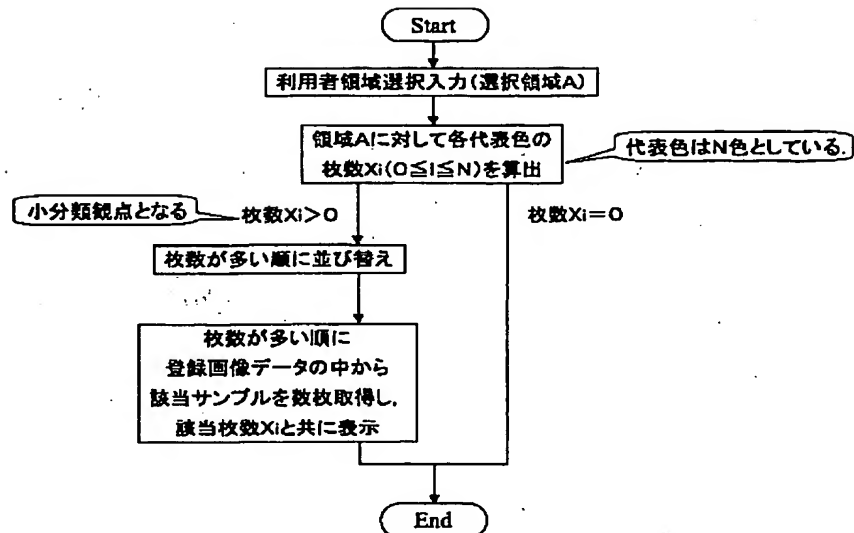 Start
利用者領域選択入力(選択領域A)
領域Aに対して各代表色の
枚数Xi(0≦i≦N)を算出
代表色はN色としている.
小分類観点となる
枚数Xi>0
枚数Xi=0
枚数が多い順に並び替え
枚数が多い順に
登録画像データの中から
該当サンプルを数枚取得し,
該当枚数Xiと共に表示
End